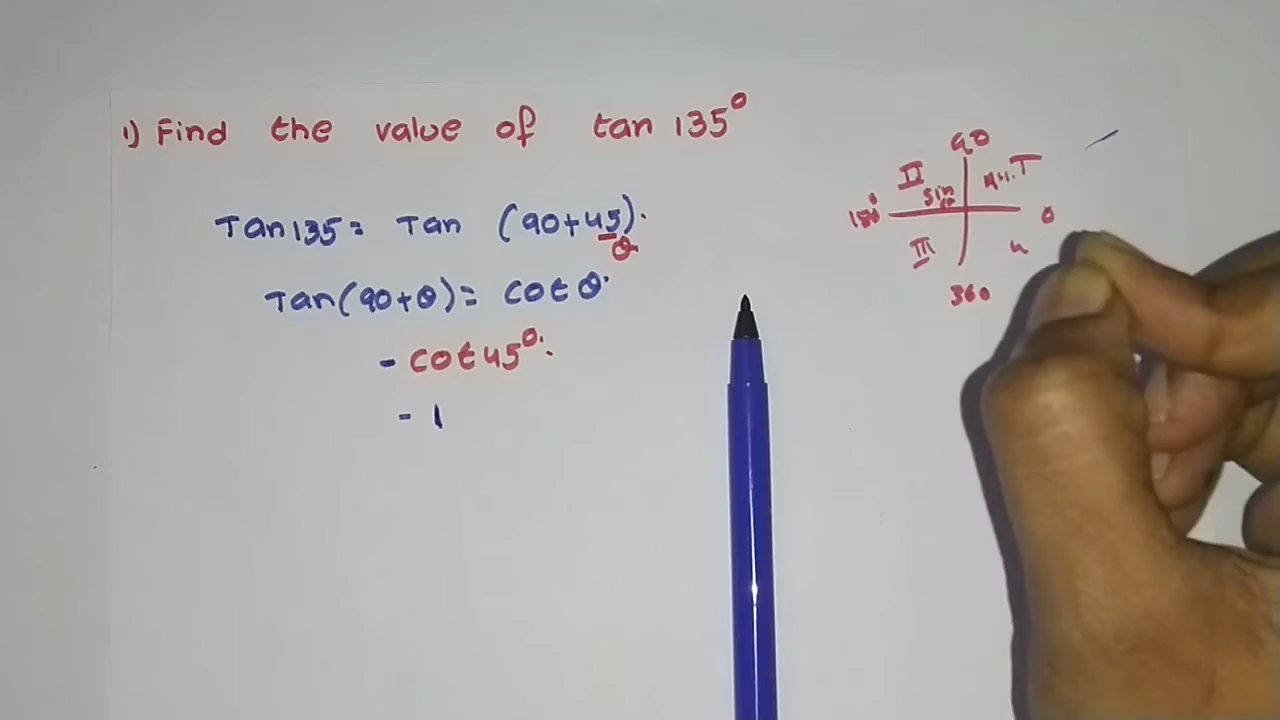 1) Find the value of tan 135°
Tan 135 = Tan (90+45).
θ
Tan(90+θ) = cot θ.
- cot 45°.
- 1
90
II
sin
All. T
180°
0
III
4
360